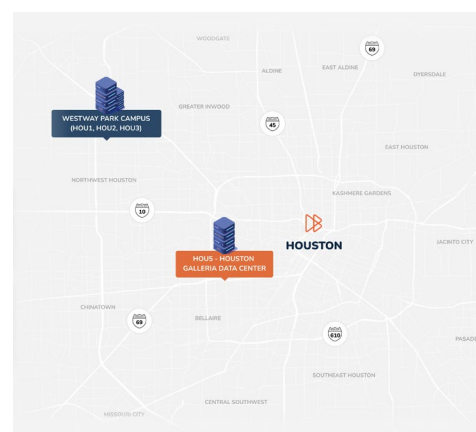 WOODGATE
69
EAST ALDINE
ALDINE
DYERSDALE
GREATER INWOOD
WESTWAY PARK CAMPUS
(HOU1, HOU2, HOU3)
45
EAST HOUSTON
NORTHWEST HOUSTON
KASHMERE GARDENS
10
HOUSTON
JACINTO CITY
HOU5 - HOUSTON
GALLERIA DATA CENTER
CHINATOWN
69
BELLAIRE
610
PASADE
SOUTHEAST HOUSTON
CENTRAL SOUTHWEST
MISSOURI CITY